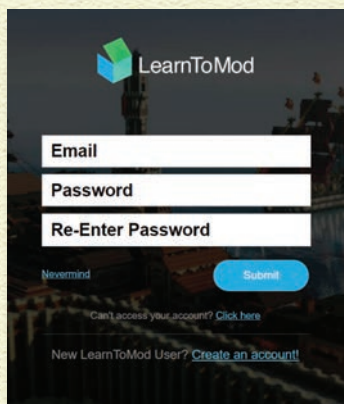 LearnToMod
Email
Password
Re-Enter Password
Nevermind Submit
Can't access your account? Click here
New LearnToMod User? Create an account!